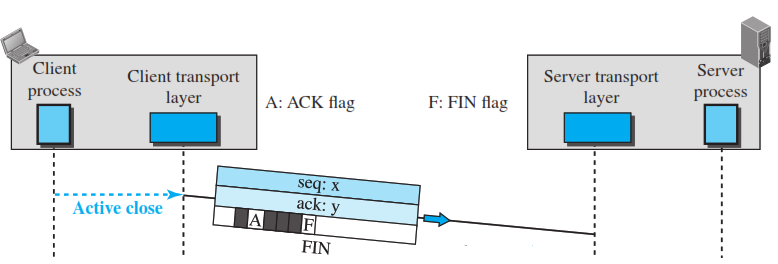 Client
process
Client transport
layer
A: ACK flag
F: FIN flag
Server transport
layer
Server
process
Active close
seq: x
ack: y
A
F
FIN